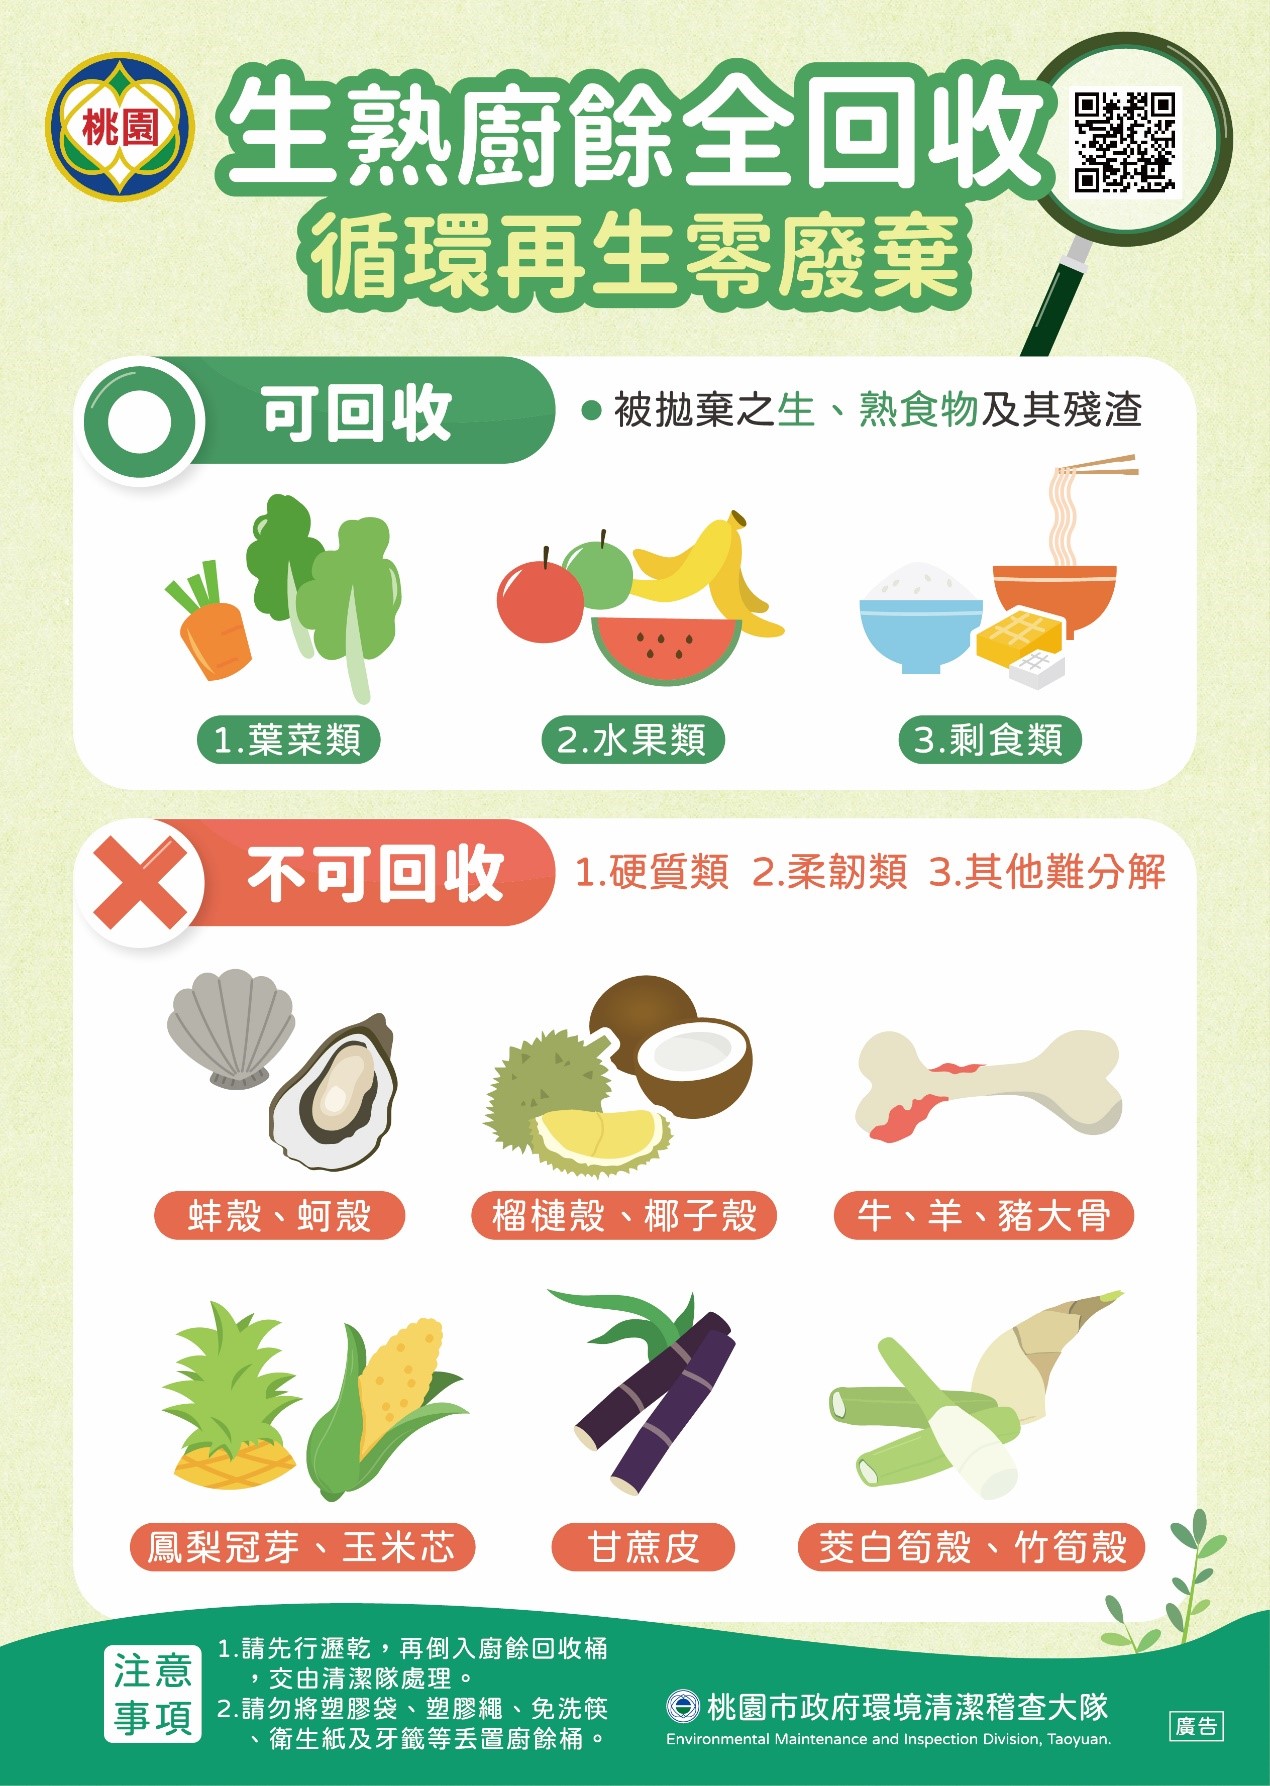 桃園
生熟廚餘全回收
循環再生零廢棄
可回收
●被拋棄之生、熟食物及其殘渣
1.葉菜類
2.水果類
3.剩食類
不可回收
1.硬質類 2.柔韌類 3.其他難分解
蚌殼、蚵殼
榴槤殼、椰子殼
牛、羊、豬大骨
鳳梨冠芽、玉米芯
甘蔗皮
茭白筍殼、竹筍殼
注意
事項
1.請先行瀝乾，再倒入廚餘回收桶
，交由清潔隊處理。
2.請勿將塑膠袋、塑膠繩、免洗筷
、衛生紙及牙籤等丟置廚餘桶。
桃園市政府環境清潔稽查大隊
Environmental Maintenance and Inspection Division, Taoyuan.
廣告